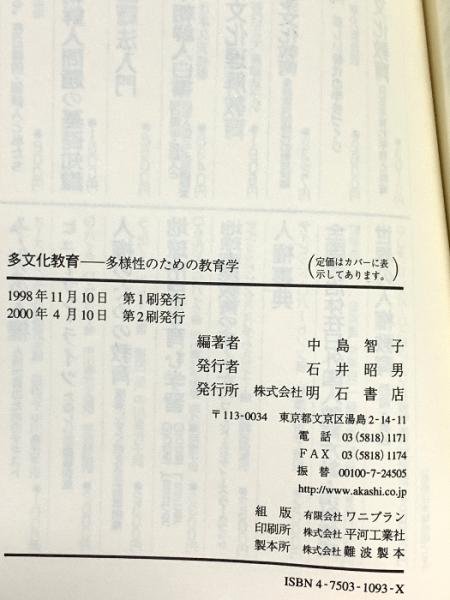 多文化教育――多様性のための教育学
(定価はカバーに表
示してあります。)
1998年11月10日 第1刷発行
2000年 4月10日 第2刷発行
編著者 中島智子
発行者 石井昭男
発行所 株式会社 明石書店
〒113-0034 東京都文京区湯島2-14-11
電話 03(5818)1171
FAX 03(5818)1174
振替 00100-7-24505
http://www.akashi.co.jp
組版 有限会社 ワニプラン
印刷所 株式会社 平河工業社
製本所 株式会社 難波製本
ISBN 4-7503-1093-X